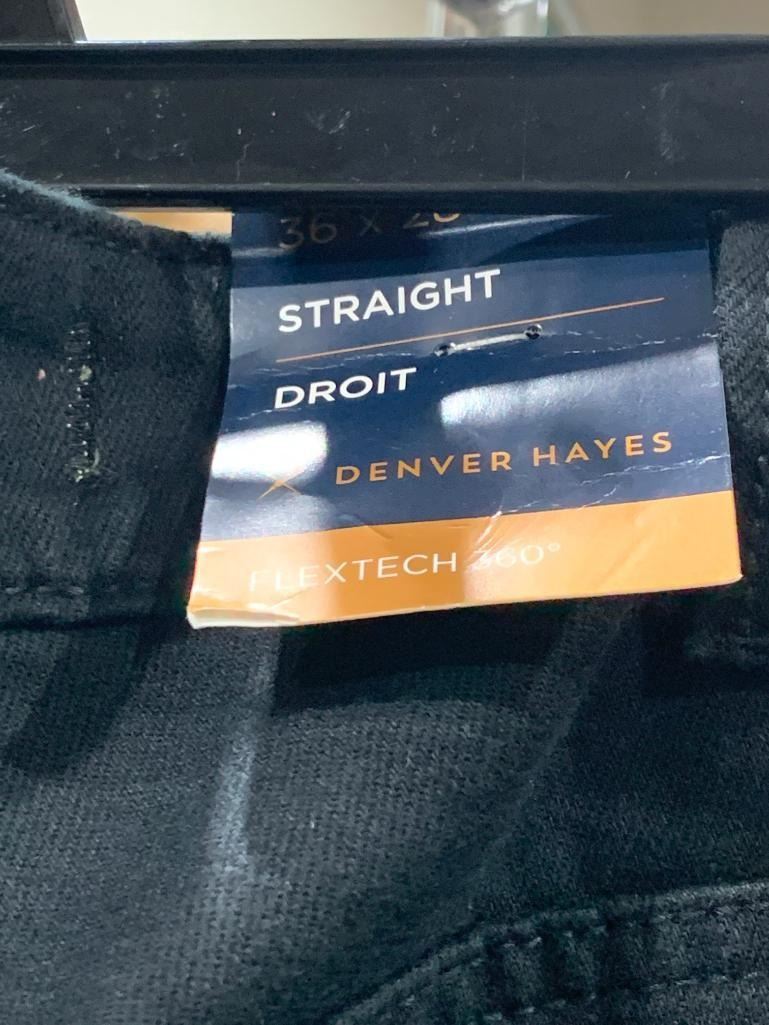 36 x
STRAIGHT
DROIT
DENVER HAYES
FLEXTECH 360°